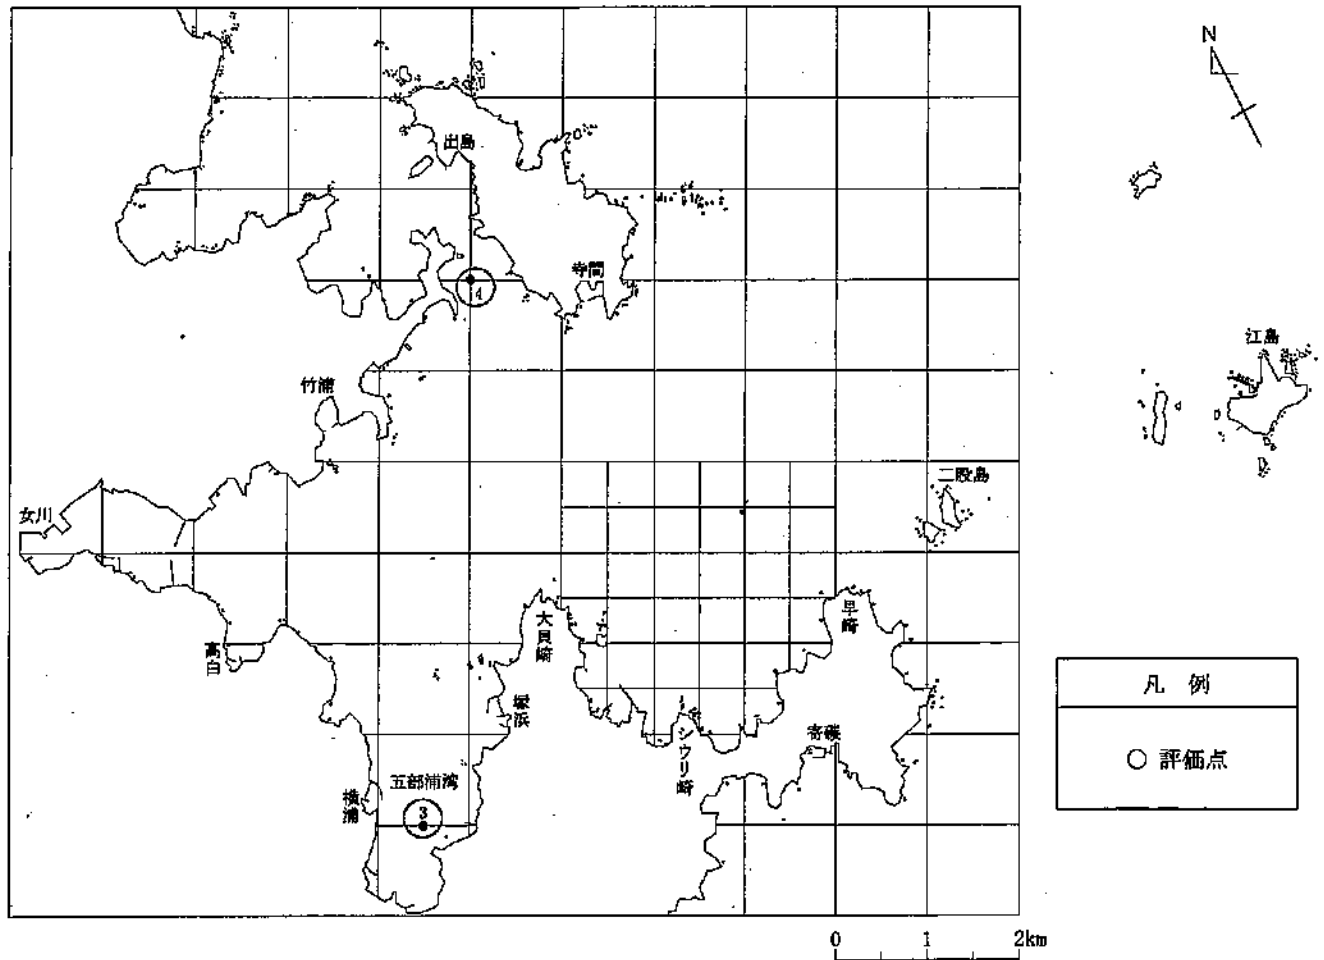 N
出島
寺間
14
江島
竹浦
二股島
女川
早崎
大貝崎
高白
塚浜
シウリ崎
寄磯
五部浦湾
横浦
3
凡 例
○ 評価点
0 1 2km